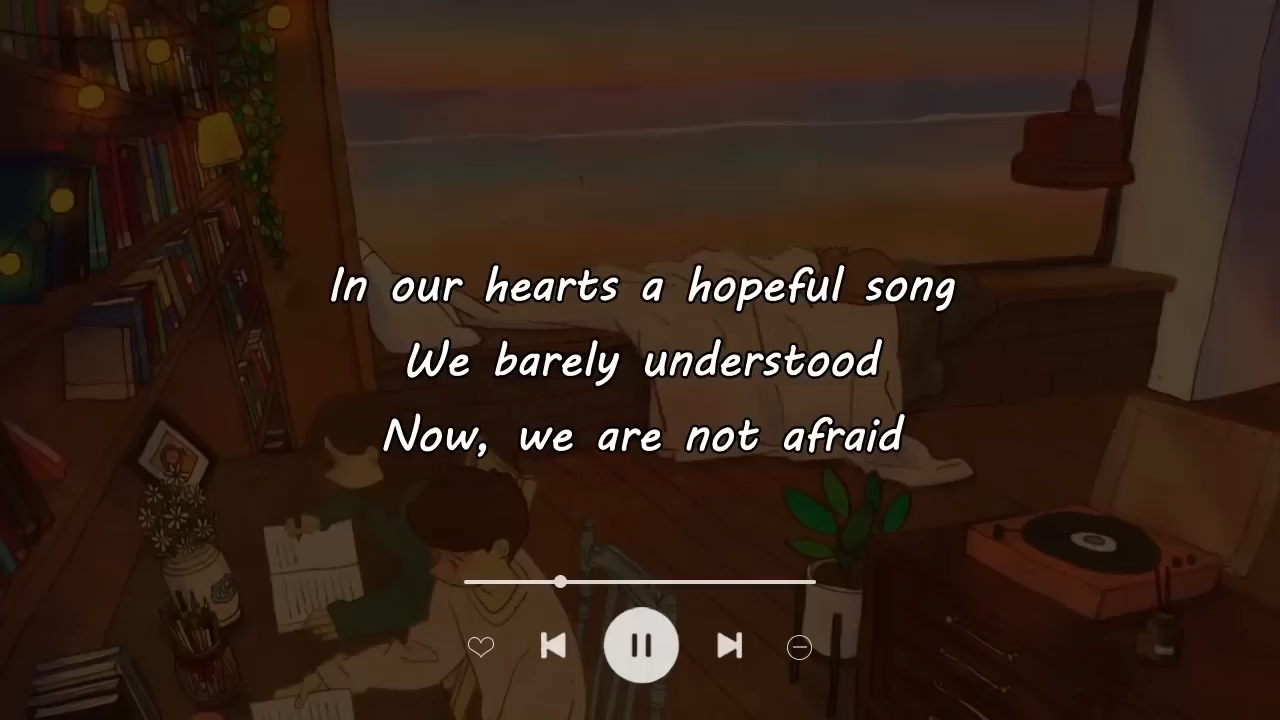 In our hearts a hopeful song
We barely understood
Now, we are not afraid